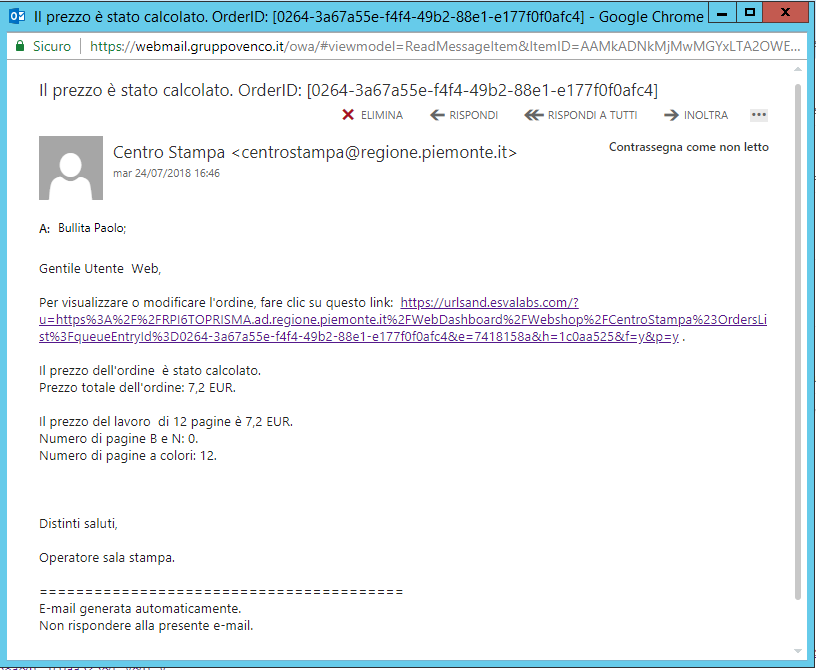 Il prezzo è stato calcolato. OrderID: [0264-3a67a55e-f4f4-49b2-88e1-e177f0f0afc4] - Google Chrome
Sicuro https://webmail.gruppovenco.it/owa/#viewmodel=ReadMessageItem&ItemID=AAMkADNkMjMwMGYxLTA2OWE...
Il prezzo è stato calcolato. OrderID: [0264-3a67a55e-f4f4-49b2-88e1-e177f0f0afc4]
ELIMINA RISPONDI RISPONDI A TUTTI INOLTRA ...
Centro Stampa <centrostampa@regione.piemonte.it>
Contrassegna come non letto
mar 24/07/2018 16:46
A: Bullita Paolo;
Gentile Utente Web,
Per visualizzare o modificare l'ordine, fare clic su questo link: https://urlsand.esvalabs.com/?
u=https%3A%2F%2FRPI6TOPRISMA.ad.regione.piemonte.it%2FWebDashboard%2FWebshop%2FCentroStampa%23OrdersLi
st%3FqueueEntryId%3D0264-3a67a55e-f4f4-49b2-88e1-e177f0f0afc4&e=7418158a&h=1c0aa525&f=y&p=y .
Il prezzo dell'ordine è stato calcolato.
Prezzo totale dell'ordine: 7,2 EUR.
Il prezzo del lavoro di 12 pagine è 7,2 EUR.
Numero di pagine B e N: 0.
Numero di pagine a colori: 12.
Distinti saluti,
Operatore sala stampa.
========================================
E-mail generata automaticamente.
Non rispondere alla presente e-mail.